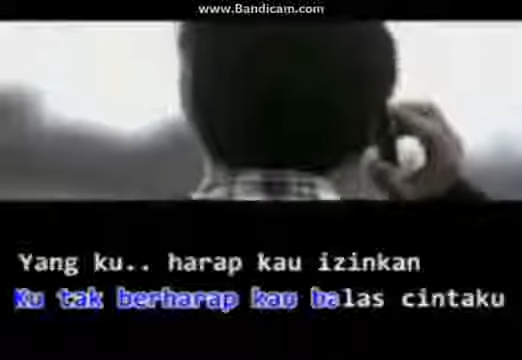 www.Bandicam.com
Yang ku.. harap kau izinkan
Ku tak berharap kau balas cintaku